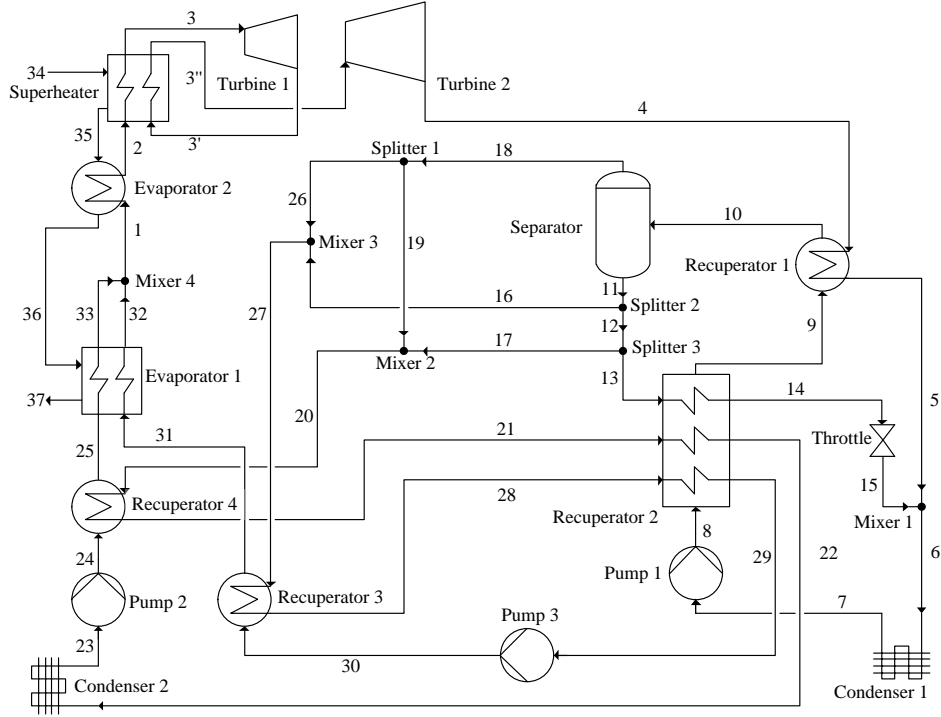 3
34
Superheater
3"
Turbine 1
Turbine 2
4
35
2
3'
Splitter 1
18
Evaporator 2
26
10
1
19
Separator
Mixer 3
Recuperator 1
Mixer 4
11
36
33
32
27
16
Splitter 2
12
9
17
Splitter 3
Evaporator 1
Mixer 2
13
14
37
20
5
31
21
25
Throttle
28
15
Recuperator 4
Recuperator 2
Mixer 1
8
24
29
22
6
Pump 1
Pump 2
Recuperator 3
Pump 3
7
23
30
Condenser 2
Condenser 1